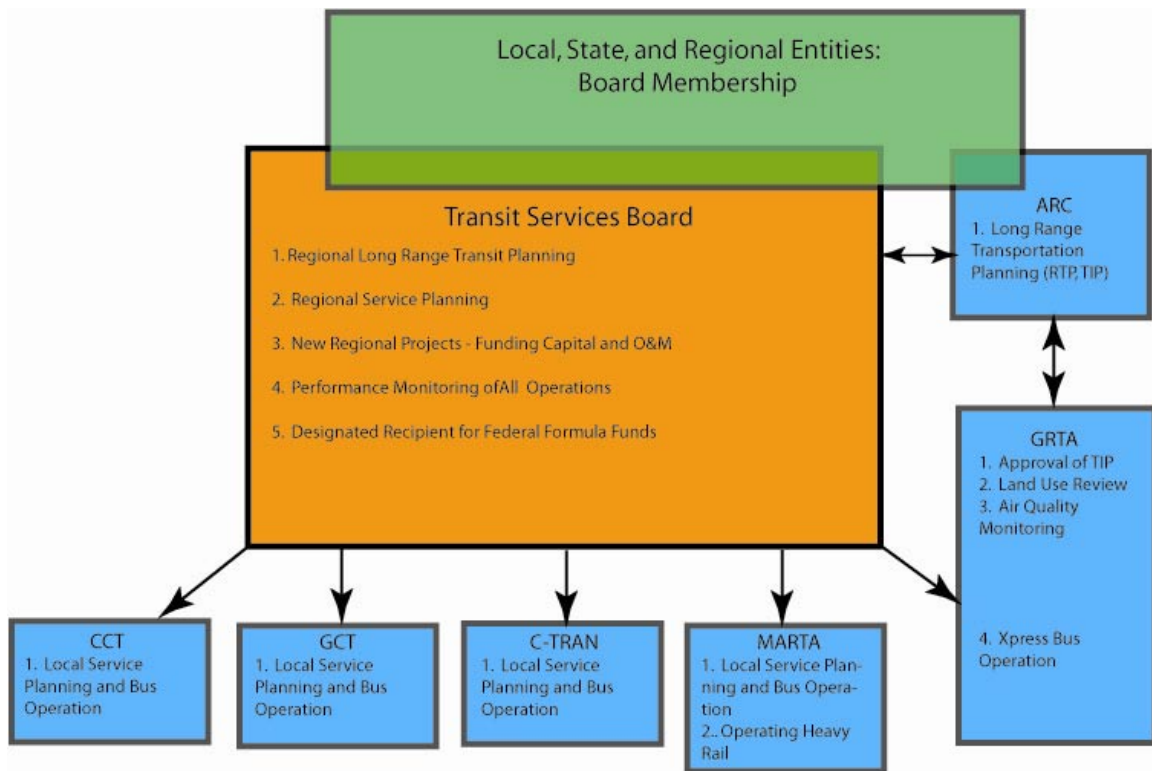 Local, State, and Regional Entities:
Board Membership
Transit Services Board
1. Regional Long Range Transit Planning
2. Regional Service Planning
3. New Regional Projects - Funding Capital and O&M
4. Performance Monitoring ofAll Operations
5. Designated Recipient for Federal Formula Funds
ARC
1. Long Range
Transportation
Planning (RTP, TIP)
GRTA
1. Approval of TIP
2. Land Use Review
3. Air Quality
Monitoring
4. Xpress Bus
Operation
CCT
1. Local Service
Planning and Bus
Operation
GCT
1. Local Service
Planning and Bus
Operation
C-TRAN
1. Local Service
Planning and Bus
Operation
MARTA
1. Local Service Plan-
ning and Bus Opera-
tion
2.. Operating Heavy
Rail